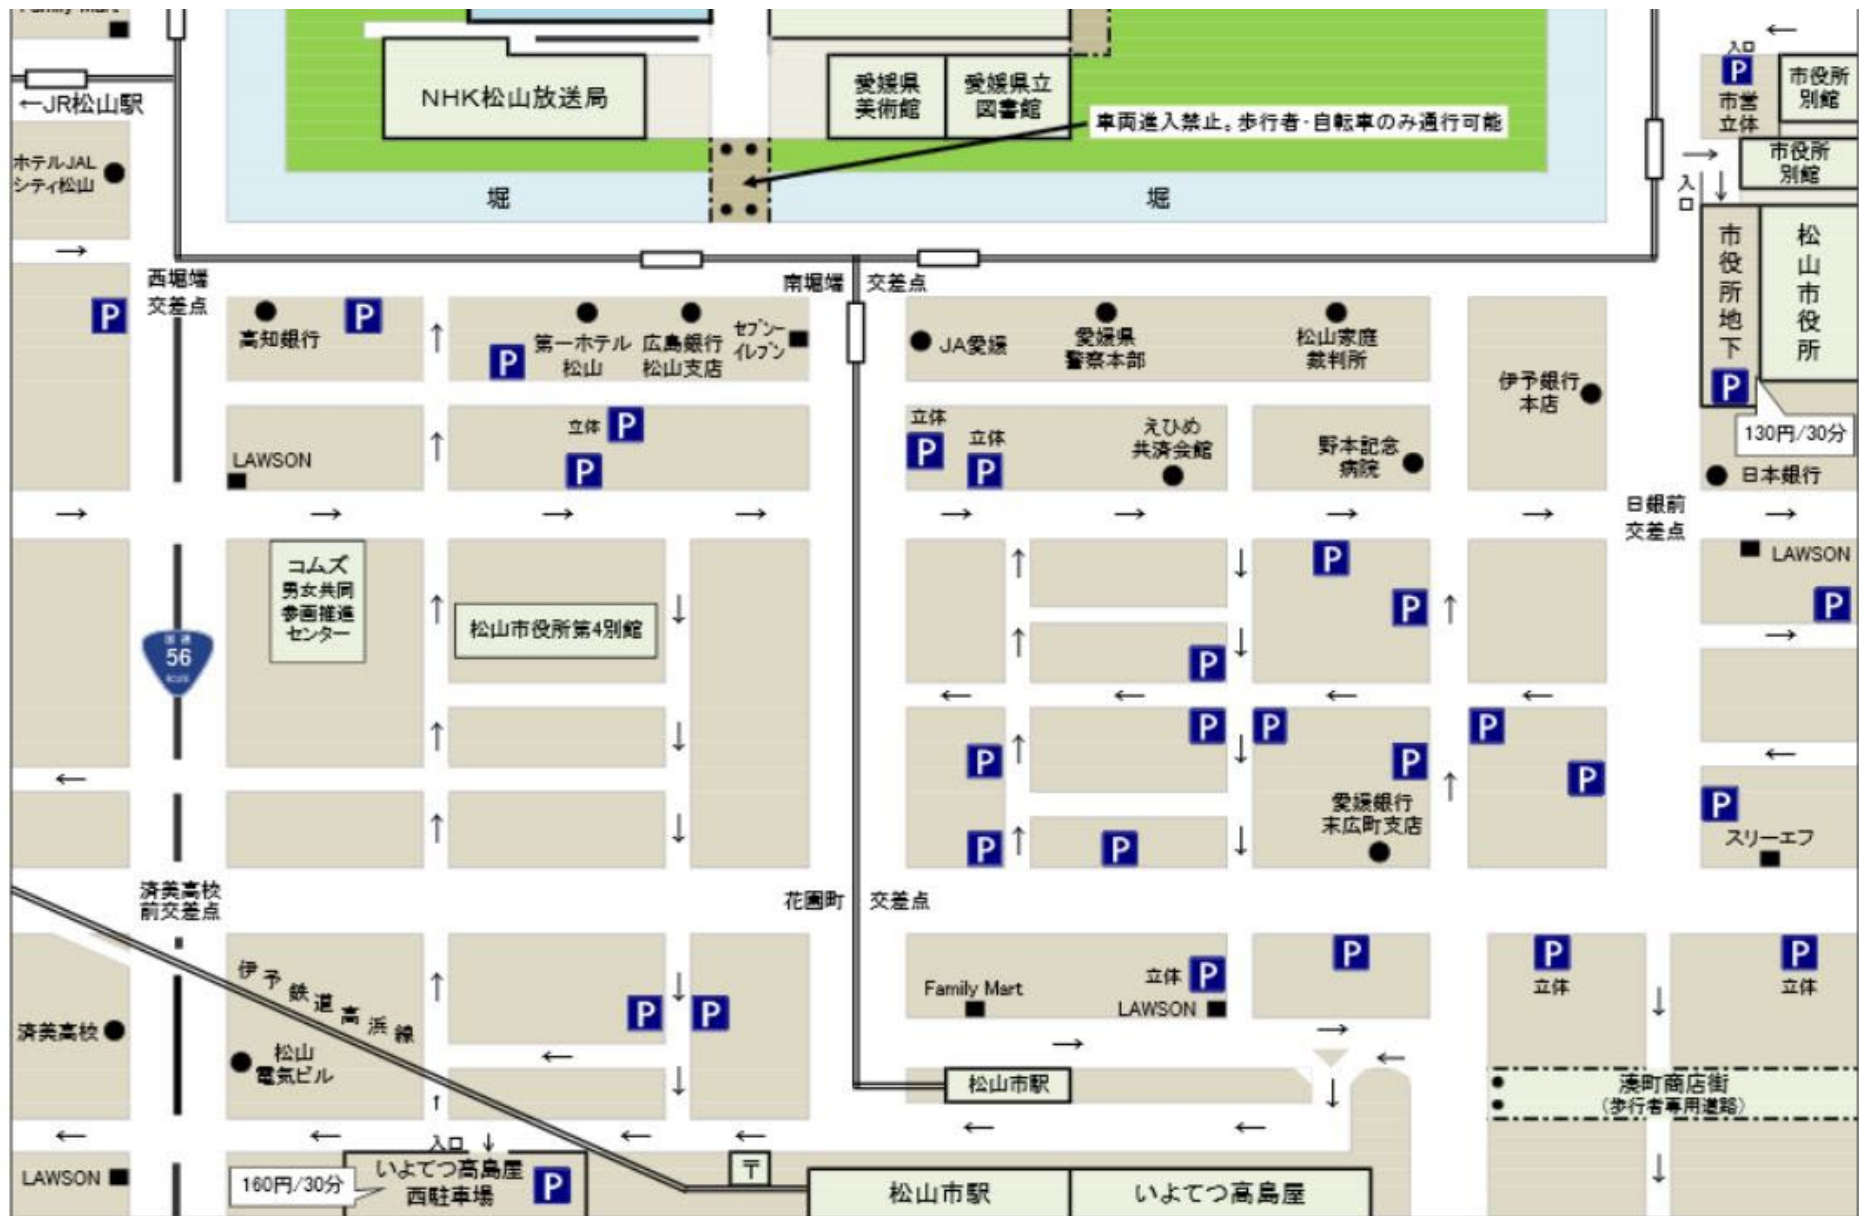 Family Mart
←JR松山駅
ホテルJAL
シティ松山
NHK松山放送局
愛媛県
美術館
愛媛県立
図書館
車両進入禁止。歩行者・自転車のみ通行可能
堀
堀
入口
P
市営
立体
市役所
別館
市役所
別館
入口
市役所地下
P
松山市役所
130円/30分
西堀端
交差点
南堀端
交差点
P
高知銀行
P
P
第一ホテル
松山
広島銀行
松山支店
セブンー
イレブン
JA愛媛
愛媛県
警察本部
松山家庭
裁判所
伊予銀行
本店
LAWSON
立体
P
P
立体
P
立体
P
えひめ
共済会館
野本記念
病院
日本銀行
日銀前
交差点
コムズ
男女共同
参画推進
センター
松山市役所第4別館
56
P
P
P
LAWSON
P
P
P
P
P
P
P
P
P
P
愛媛銀行
末広町支店
P
スリーエフ
済美高校
前交差点
花園町
交差点
伊予鉄道高浜線
済美高校
松山
電気ビル
P
P
Family Mart
立体
P
LAWSON
P
P
立体
P
立体
松山市駅
湊町商店街
(歩行者専用道路)
LAWSON
160円/30分
入口
いよてつ高島屋
西駐車場
P
〒
松山市駅
いよてつ高島屋